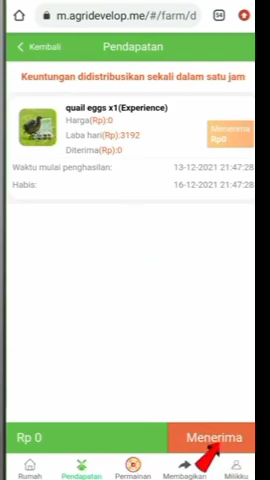 m.agridevelop.me/#/farm/d
54
Kembali
Pendapatan
Keuntungan didistribusikan sekali dalam satu jam
quail eggs x1(Experience)
Harga(Rp):0
Laba hari(Rp):3192
Diterima(Rp):0
Menerima
Rp0
Waktu mulai penghasilan: 13-12-2021 21:47:28
Habis: 16-12-2021 21:47:28
Rp 0
Menerima
Rumah
Pendapatan
Permainan
Membagikan
Milikku